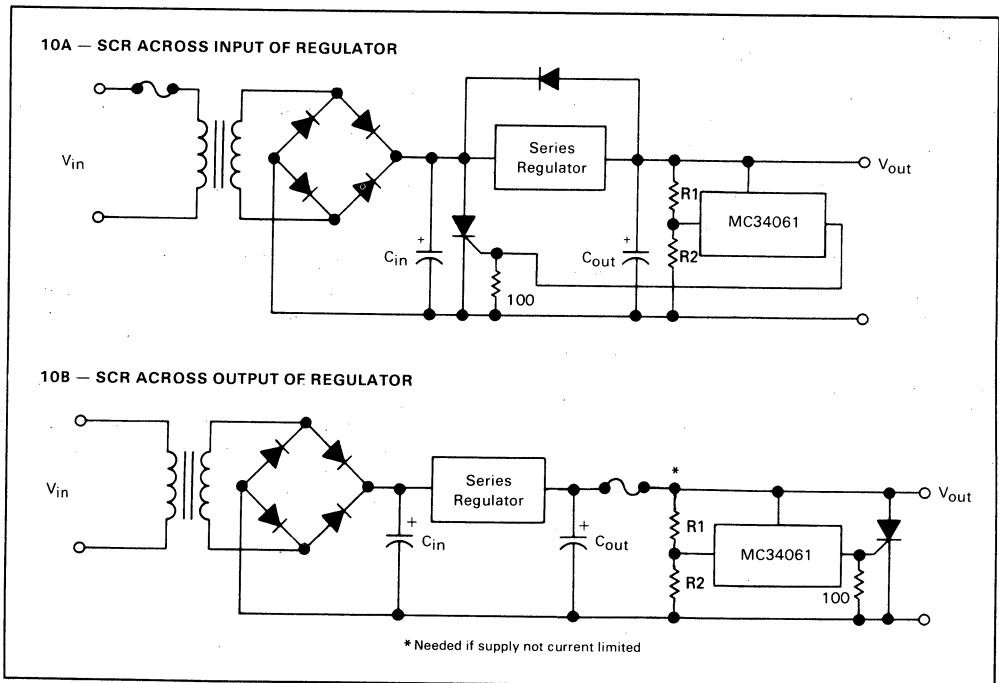 10A — SCR ACROSS INPUT OF REGULATOR
Vin
Series
Regulator
Vout
R1
MC34061
+
Cin
+
Cout
R2
100
10B — SCR ACROSS OUTPUT OF REGULATOR
Vin
Series
Regulator
*
Vout
+
Cin
+
Cout
R1
MC34061
R2
100
* Needed if supply not current limited